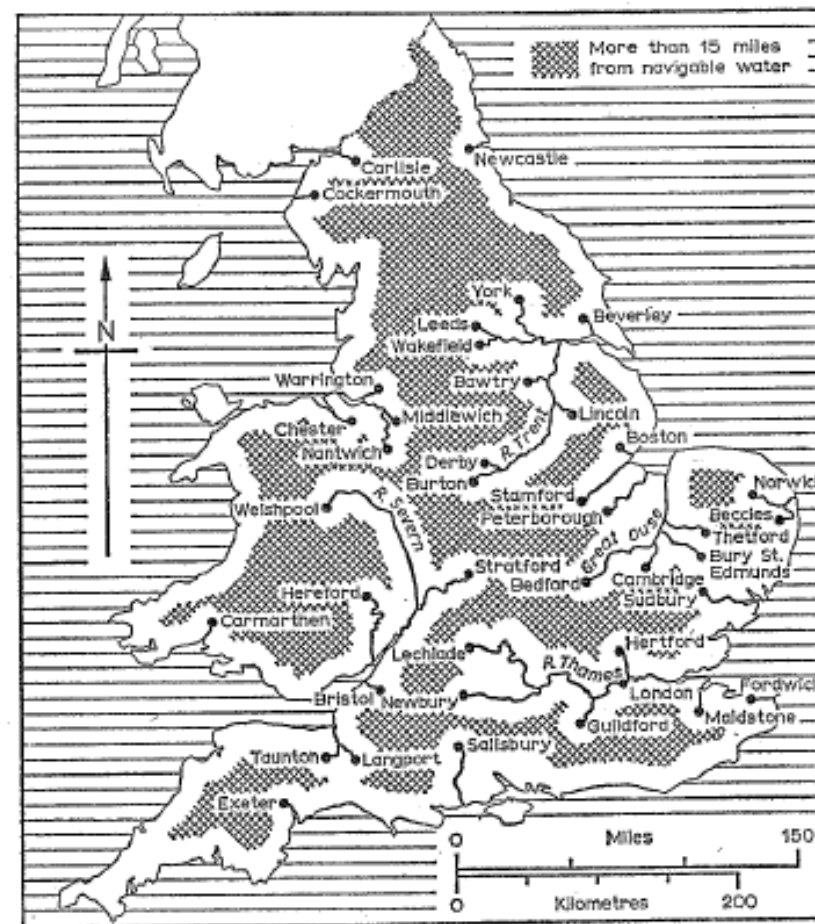 More than 15 miles
from navigable water
Carlisle
Newcastle
Cockermouth
N
York
Leeds
Beverley
Wakefield
Warrington
Bawtry
Lincoln
Chester
Middlewich
R. Trent
Boston
Nantwich
Derby
Burton
Norwich
Stamford
R. Severn
Peterborough
Beccles
Welshpool
Thetford
Great Ouse
Bury St.
Edmunds
Stratford
Bedford
Cambridge
Sudbury
Hereford
Carmarthen
Hertford
Lechlade
R. Thames
Fordwich
London
Bristol
Newbury
Maidstone
Guildford
Salisbury
Taunton
Langport
Exeter
0 Miles 150
0 Kilometres 200